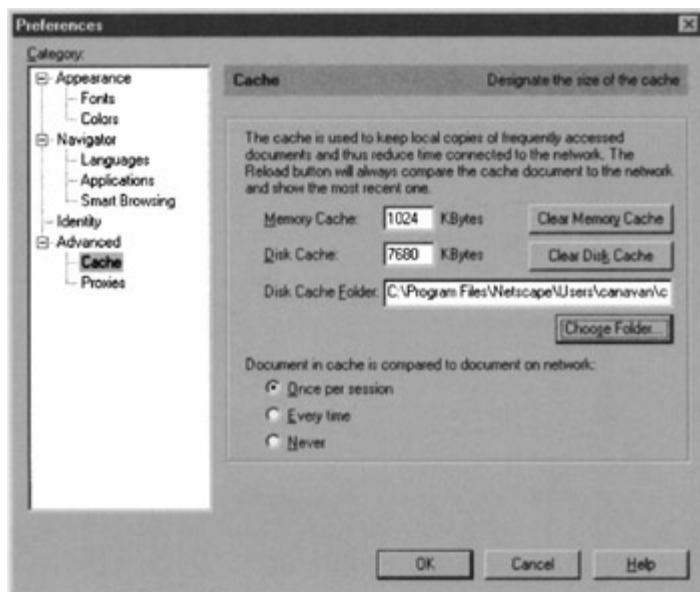 Preferences
Category:
Appearance
Fonts
Colors
Navigator
Languages
Applications
Smart Browsing
Identity
Advanced
Cache
Proxies
Cache Designate the size of the cache
The cache is used to keep local copies of frequently accessed
documents and thus reduce time connected to the network. The
Reload button will always compare the cache document to the network
and show the most recent one.
Memory Cache: 1024 KBytes Clear Memory Cache
Disk Cache: 7680 KBytes Clear Disk Cache
Disk Cache Folder: C:\Program Files\Netscape\Users\canavan\c
Choose Folder...
Document in cache is compared to document on network:
Once per session
Every time
Never
OK Cancel Help